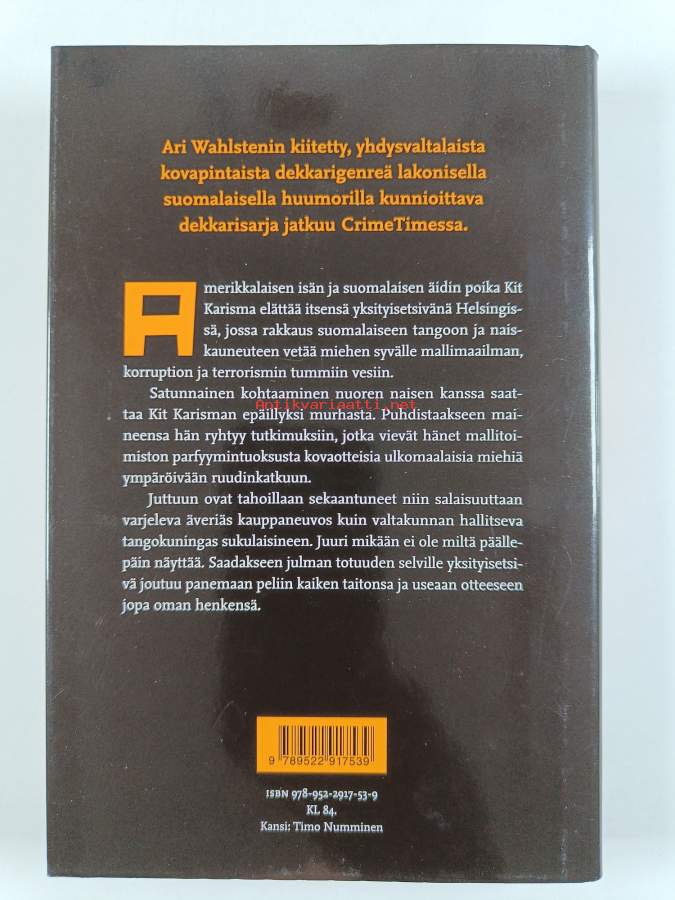 Ari Wahlstenin kiitetty, yhdysvaltalaista
kovapintaista dekkarigenreä lakonisella
suomalaisella huumorilla kunnioittava
dekkarisarja jatkuu CrimeTimessa.
Amerikkalaisen isän ja suomalaisen äidin poika Kit
Karisma elättää itsensä yksityisetsivänä Helsingis-
sä, jossa rakkaus suomalaiseen tangoon ja nais-
kauneuteen vetää miehen syvälle mallimaailman,
korruption ja terrorismin tummiin vesiin.
Satunnainen kohtaaminen nuoren naisen kanssa saat-
Antikvariaatti.net
taa Kit Karisman epäillyksi murhasta. Puhdistaakseen mai-
neensa hän ryhtyy tutkimuksiin, jotka vievät hänet mallitoi-
miston parfyymintuoksusta kovaotteisia ulkomaalaisia miehiä
ympäröivään ruudinkatkuun.
Juttuun ovat tahoillaan sekaantuneet niin salaisuuttaan
varjeleva äveriäs kauppaneuvos kuin valtakunnan hallitseva
tangokuningas sukulaisineen. Juuri mikään ei ole miltä pälle-
päin näyttää. Saadakseen julman totuuden selville yksityisetsi-
vä joutuu panemaan peliin kaiken taitonsa ja useaan otteeseen
jopa oman henkensä.
9 789522 917539
ISBN 978-952-2917-53-9
KL 84.
Kansi: Timo Numminen